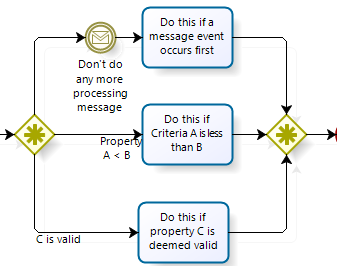 Do this if a
message event
occurs first
Don't do
any more
processing
message
Do this if
Criteria A is less
than B
Property
A < B
Do this if
property C is
deemed valid
C is valid